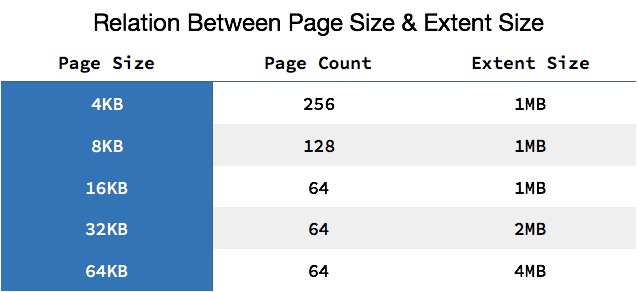 Relation Between Page Size & Extent Size
Page Size Page Count Extent Size
4KB 256 1MB
8KB 128 1MB
16KB 64 1MB
32KB 64 2MB
64KB 64 4MB